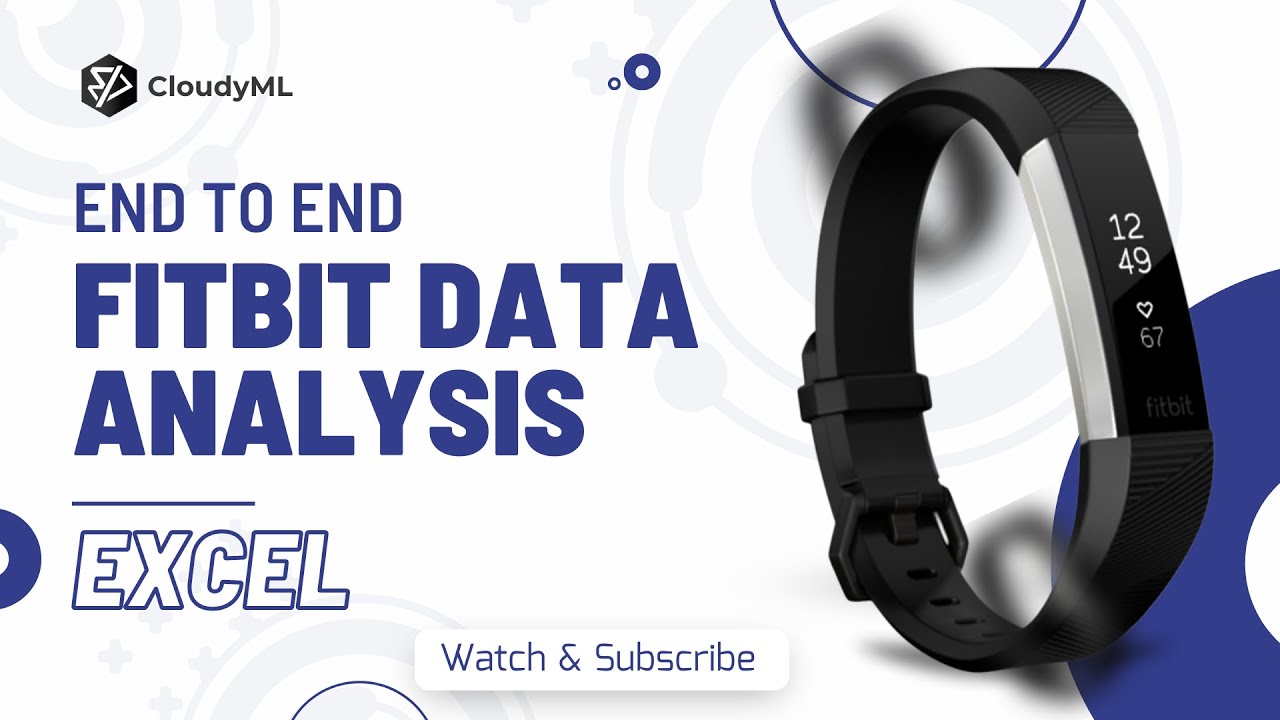 CloudyML
END TO END
FITBIT DATA
ANALYSIS
EXCEL
Watch & Subscribe
12
49
67
fitbit